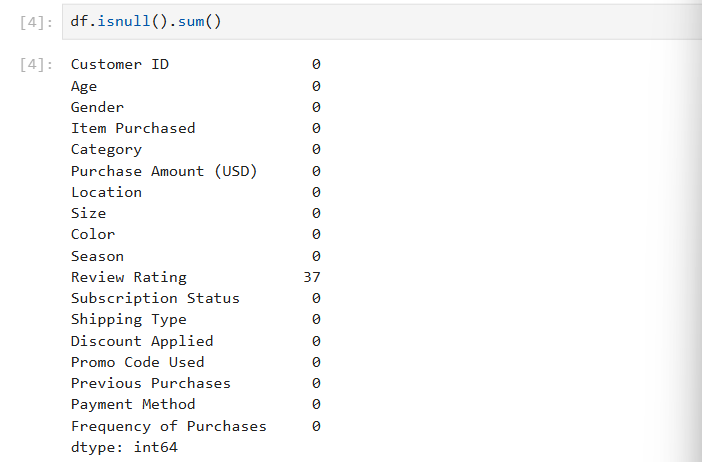 [4]: df.isnull().sum()
[4]: Customer ID 0
Age 0
Gender 0
Item Purchased 0
Category 0
Purchase Amount (USD) 0
Location 0
Size 0
Color 0
Season 0
Review Rating 37
Subscription Status 0
Shipping Type 0
Discount Applied 0
Promo Code Used 0
Previous Purchases 0
Payment Method 0
Frequency of Purchases 0
dtype: int64